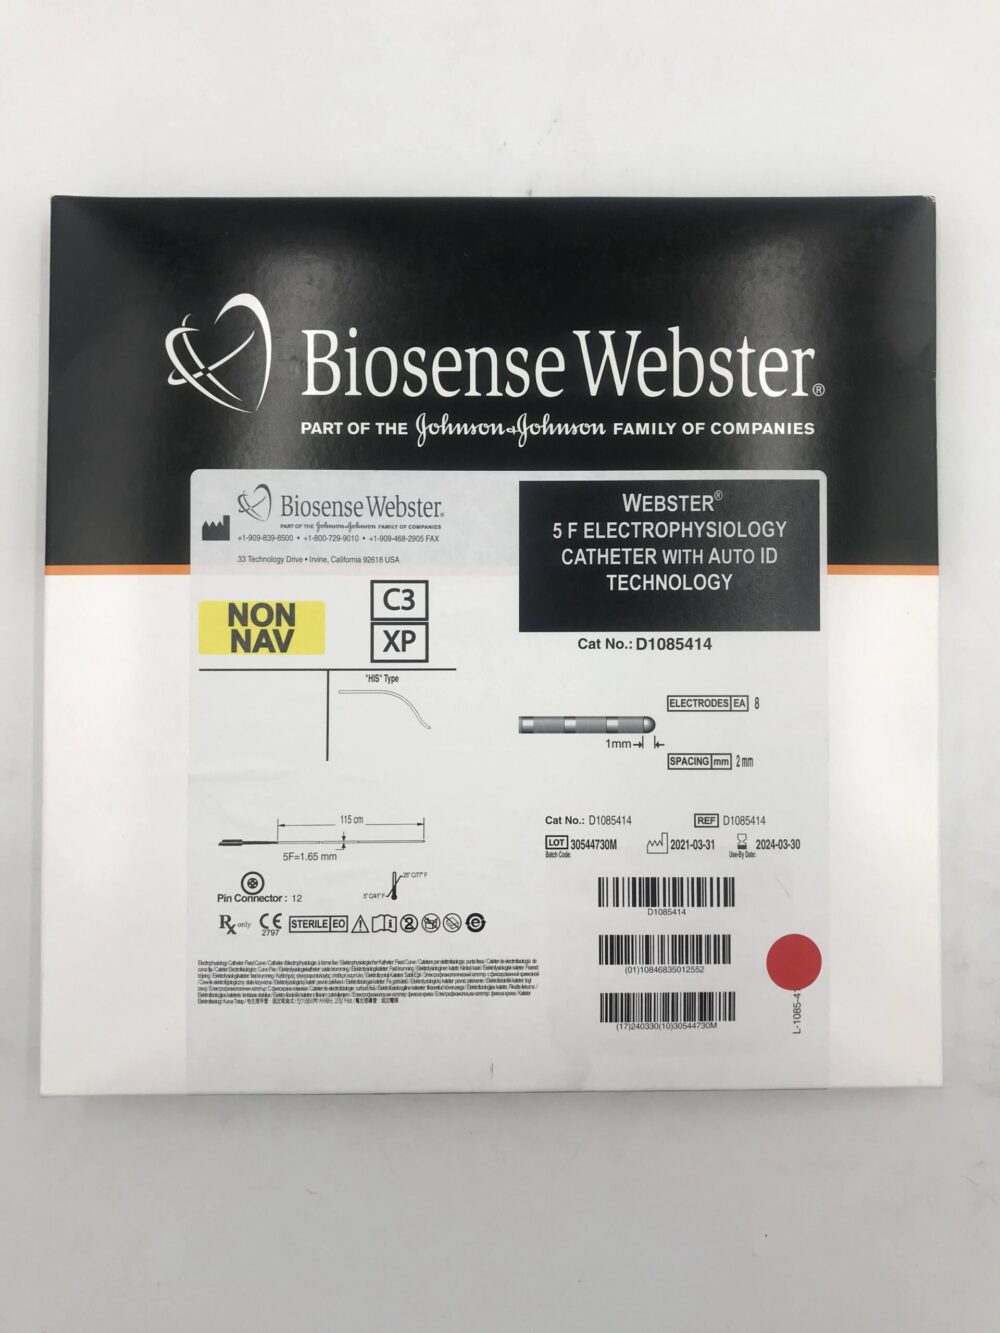 Biosense Webster®
PART OF THE Johnson & Johnson FAMILY OF COMPANIES
Biosense Webster®
PART OF THE Johnson & Johnson FAMILY OF COMPANIES
+1-909-839-8500 • +1-800-729-9010 • +1-909-468-2905 FAX
33 Technology Drive • Irvine, California 92618 USA
WEBSTER®
5 F ELECTROPHYSIOLOGY
CATHETER WITH AUTO ID
TECHNOLOGY
Cat No.: D1085414
NON
NAV
C3
XP
"HIS" Type
ELECTRODES EA 8
1mm
SPACING mm 2 mm
115 cm
5F=1.65 mm
Cat No.: D1085414
REF D1085414
LOT 30544730M
Batch Code:
2021-03-31
2024-03-30
Use-By Date:
Pin Connector: 12
25° C/77° F
5° C/41° F
D1085414
Rx only
CE
2797
STERILE EO
(01)10846835012552
(17)240330(10)30544730M
L-1085-4